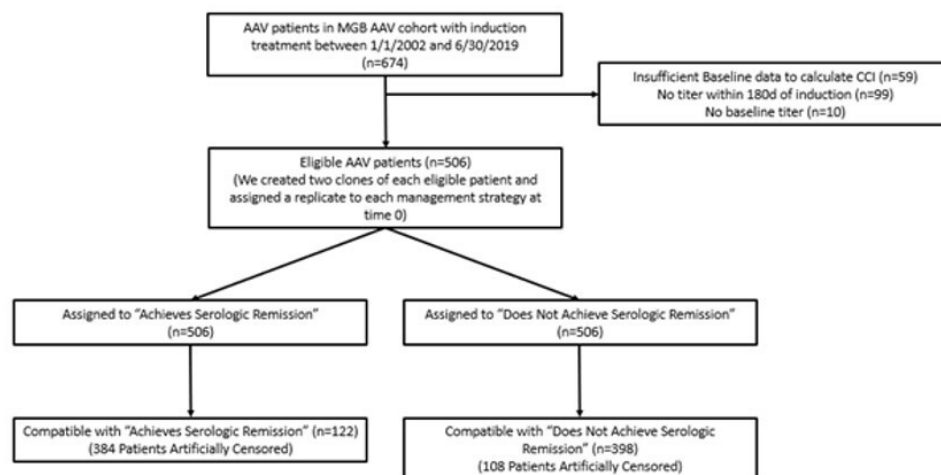 AAV patients in MGB AAV cohort with induction
treatment between 1/1/2002 and 6/30/2019
(n=674)
Insufficient Baseline data to calculate CCI (n=59)
No titer within 180d of induction (n=99)
No baseline titer (n=10)
Eligible AAV patients (n=506)
(We created two clones of each eligible patient and
assigned a replicate to each management strategy at
time 0)
Assigned to “Achieves Serologic Remission”
(n=506)
Assigned to “Does Not Achieve Serologic Remission”
(n=506)
Compatible with “Achieves Serologic Remission” (n=122)
(384 Patients Artificially Censored)
Compatible with “Does Not Achieve Serologic
Remission” (n=398)
(108 Patients Artificially Censored)